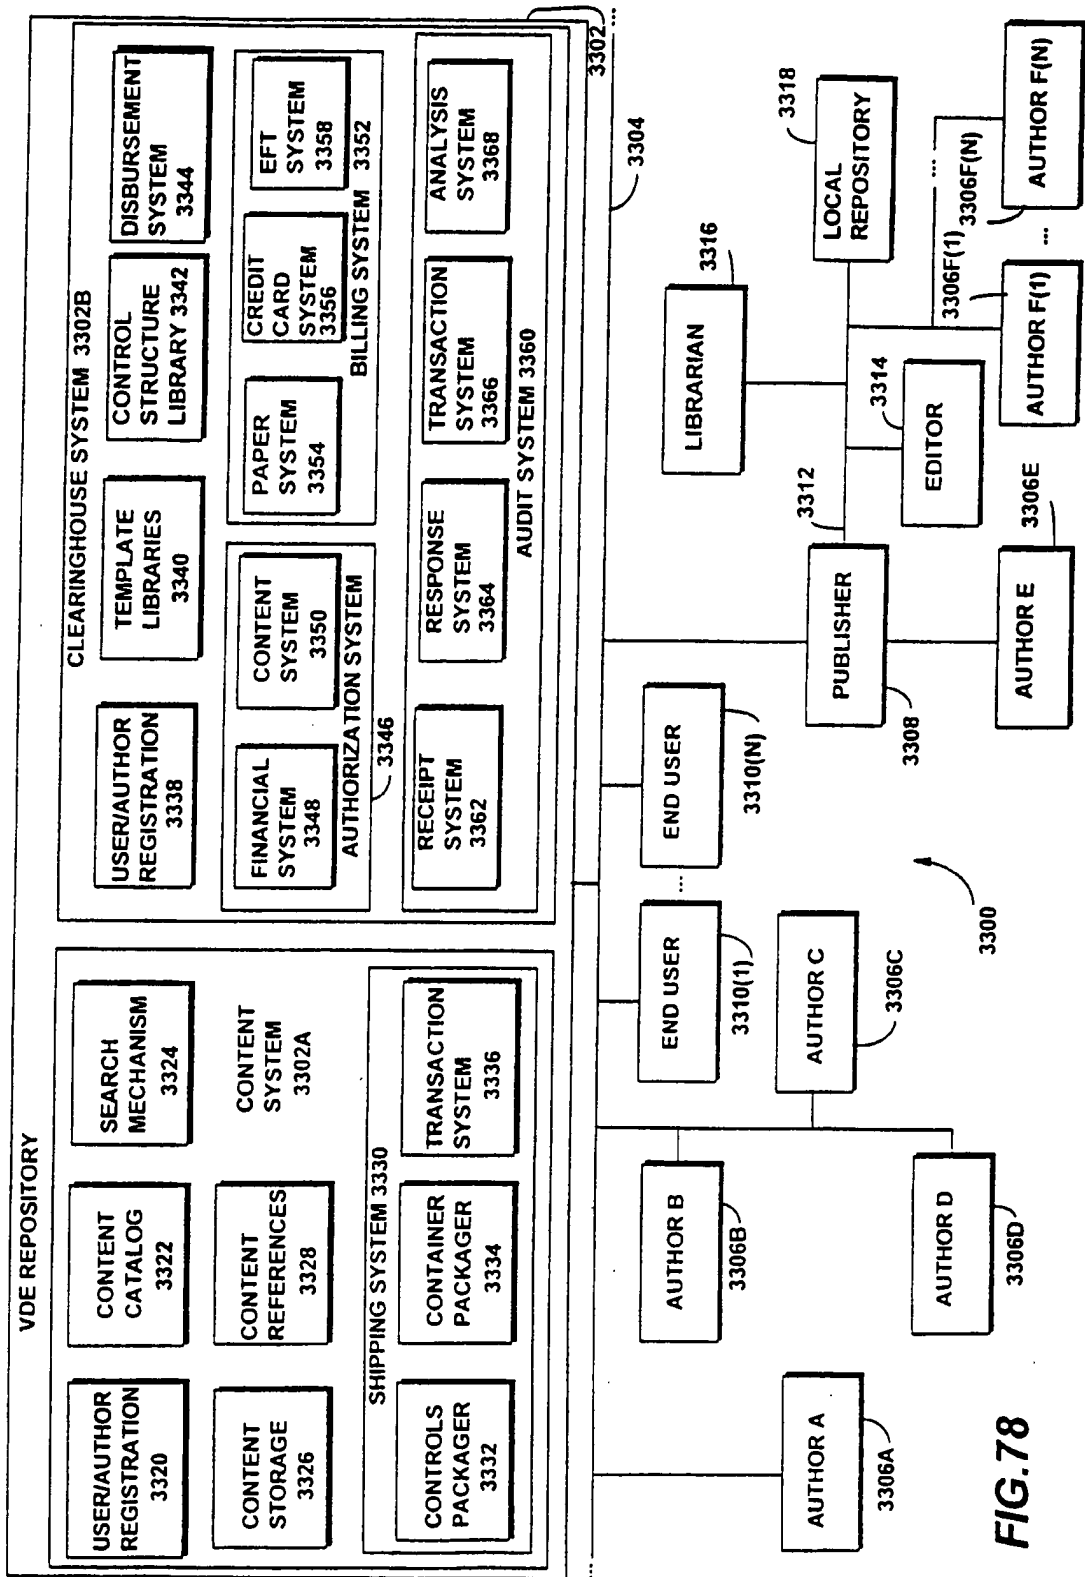 VDE REPOSITORY
3302
USER/AUTHOR
REGISTRATION
3320
CONTENT
CATALOG
3322
SEARCH
MECHANISM
3324
CONTENT
STORAGE
3326
CONTENT
REFERENCES
3328
CONTENT
SYSTEM
3302A
SHIPPING SYSTEM 3330
CONTROLS
PACKAGER
3332
CONTAINER
PACKAGER
3334
TRANSACTION
SYSTEM
3336
CLEARINGHOUSE SYSTEM 3302B
USER/AUTHOR
REGISTRATION
3338
TEMPLATE
LIBRARIES
3340
CONTROL
STRUCTURE
LIBRARY 3342
DISBURSEMENT
SYSTEM
3344
FINANCIAL
SYSTEM
3348
CONTENT
SYSTEM
3350
AUTHORIZATION SYSTEM
3346
PAPER
SYSTEM
3354
CREDIT
CARD
SYSTEM
3356
EFT
SYSTEM
3358
BILLING SYSTEM 3352
RECEIPT
SYSTEM
3362
RESPONSE
SYSTEM
3364
TRANSACTION
SYSTEM
3366
ANALYSIS
SYSTEM
3368
AUDIT SYSTEM 3360
...
...
3304
AUTHOR A
3306A
AUTHOR B
3306B
AUTHOR C
3306C
AUTHOR D
3306D
END USER
3310(1)
...
END USER
3310(N)
PUBLISHER
3308
3312
AUTHOR E
3306E
LIBRARIAN
3316
EDITOR
3314
LOCAL
REPOSITORY
3318
AUTHOR F(1)
3306F(1)
...
...
AUTHOR F(N)
3306F(N)
3300
FIG.78